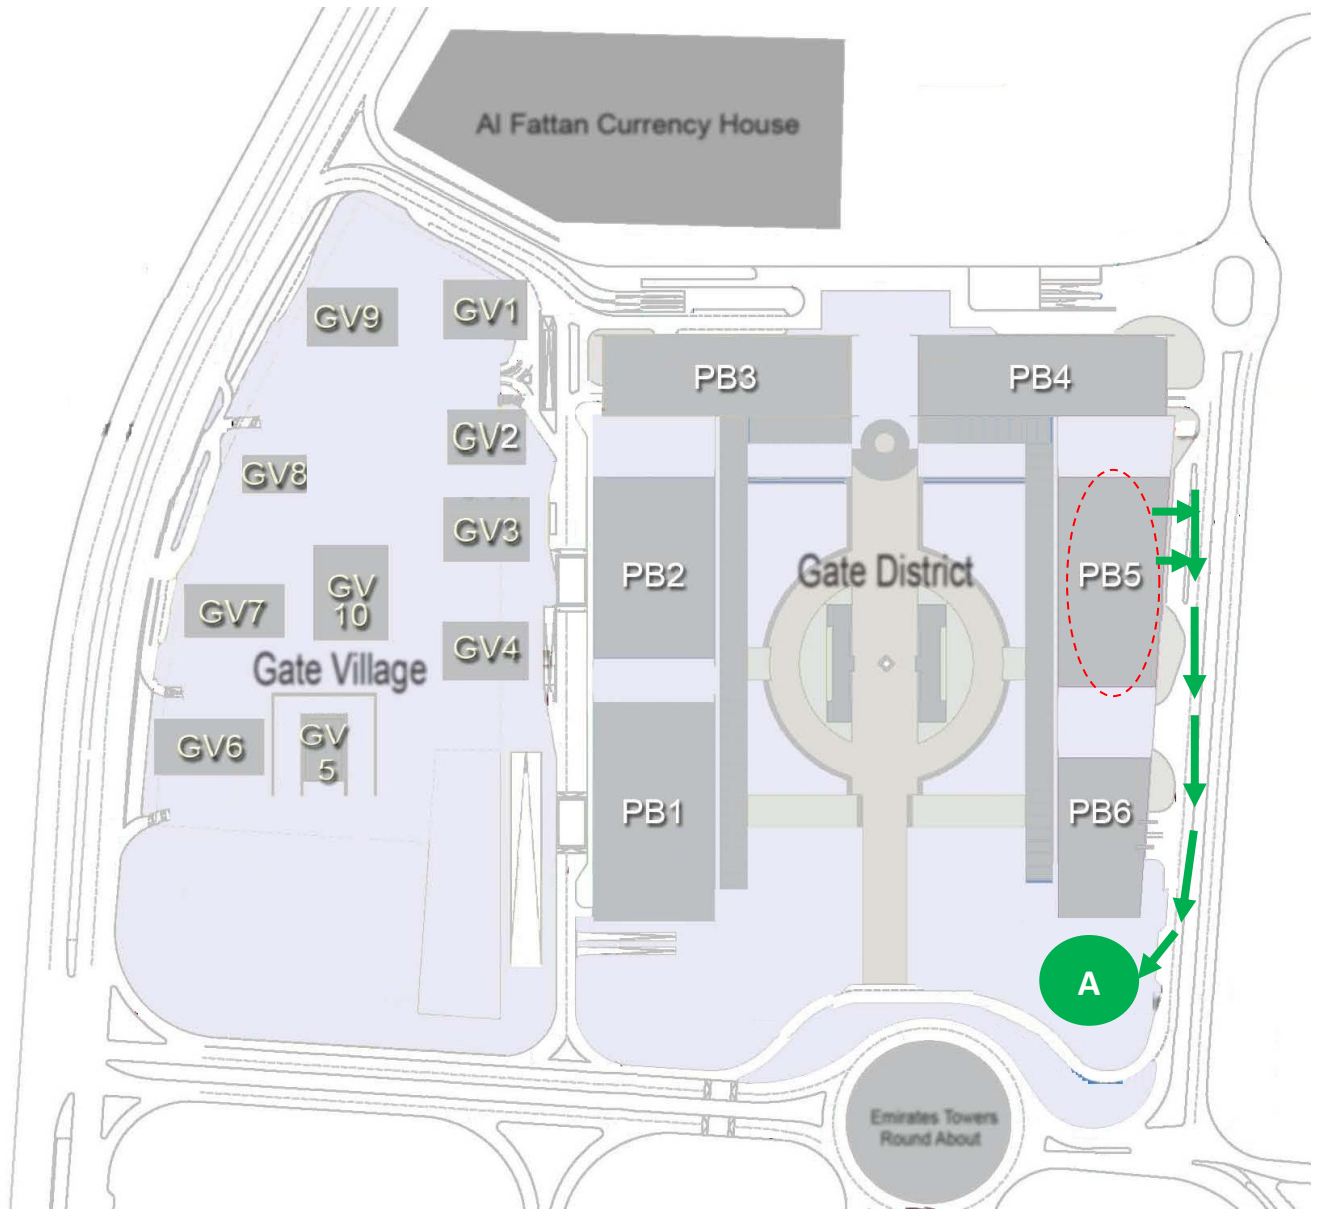 Al Fattan Currency House
GV9
GV1
PB3
PB4
GV2
GV8
GV3
PB2
Gate District
PB5
GV
10
GV7
GV4
Gate Village
GV6
GV
5
PB1
PB6
A
Emirates Towers
Round About